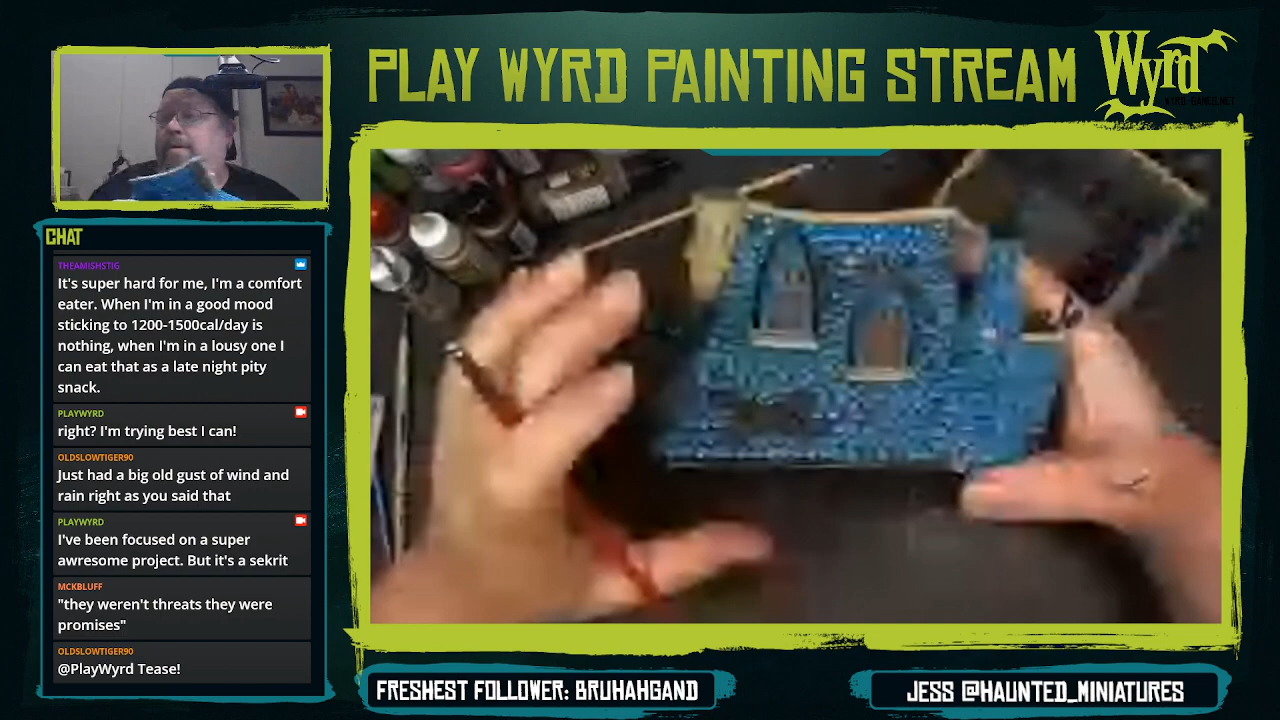 PLAY WYRD PAINTING STREAM
Wyrd
WYRD-GAMES.NET
CHAT
THEAMISHSTIG
It's super hard for me, I'm a comfort
eater. When I'm in a good mood
sticking to 1200-1500cal/day is
nothing, when I'm in a lousy one I
can eat that as a late night pity
snack.
PLAYWYRD
right? I'm trying best I can!
OLDSLOWTIGER90
Just had a big old gust of wind and
rain right as you said that
PLAYWYRD
I've been focused on a super
awresome project. But it's a sekrit
MCKBLUFF
"they weren't threats they were
promises"
OLDSLOWTIGER90
@PlayWyrd Tease!
FRESHEST FOLLOWER: BRUHAHGAND
JESS @HAUNTED_MINIATURES